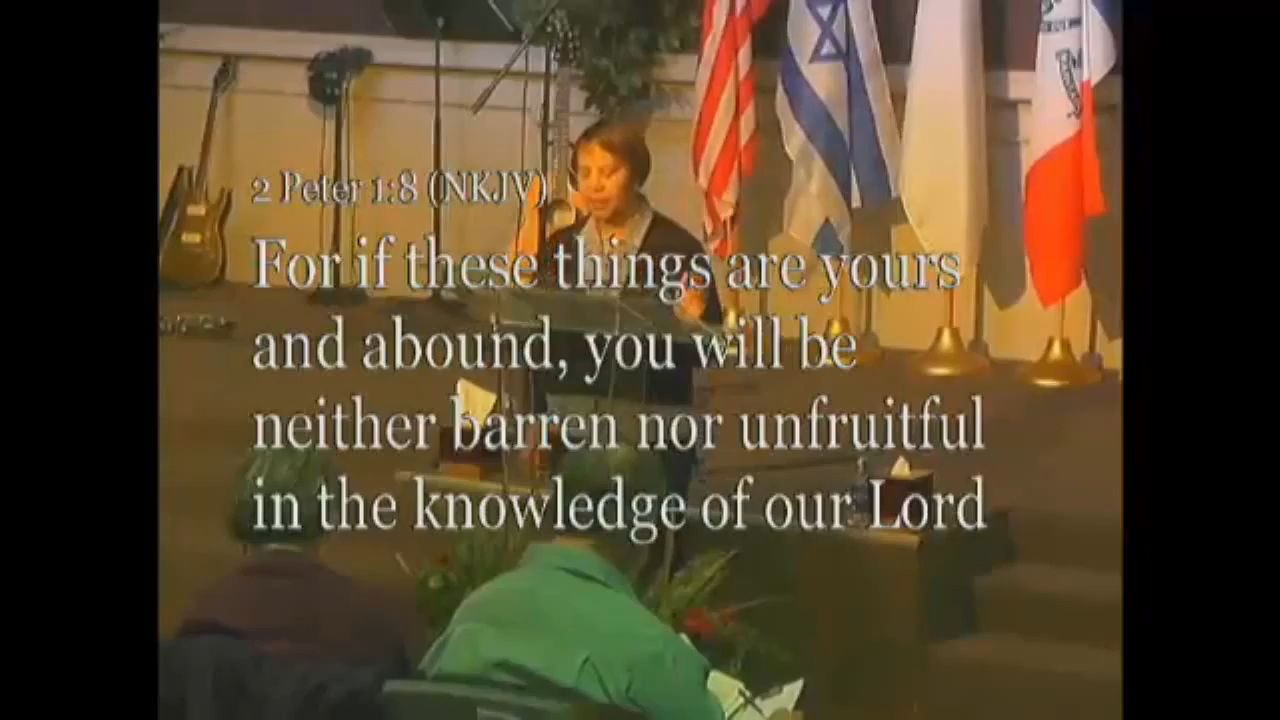 2 Peter 1:8 (NKJV)
For if these things are yours
and abound, you will be
neither barren nor unfruitful
in the knowledge of our Lord